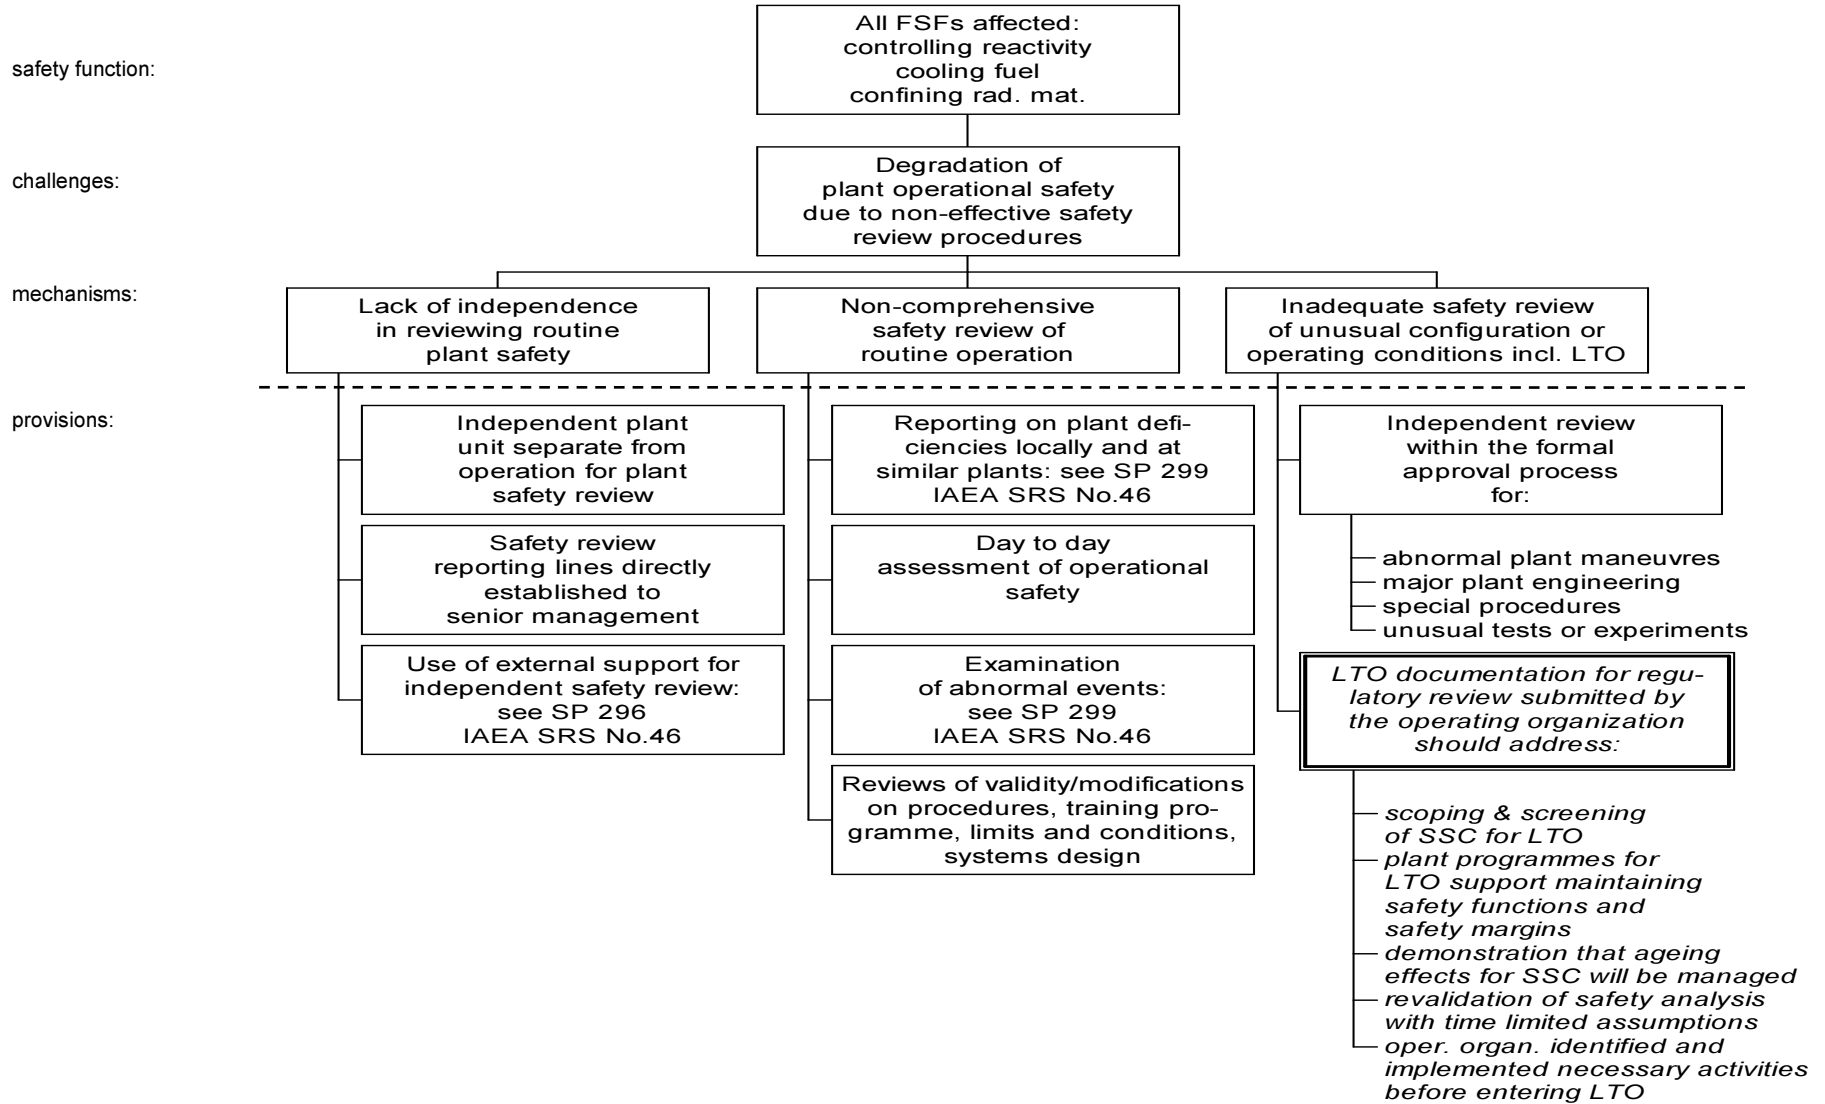 safety function:
All FSFs affected:
controlling reactivity
cooling fuel
confining rad. mat.
challenges:
Degradation of
plant operational safety
due to non-effective safety
review procedures
mechanisms:
Lack of independence
in reviewing routine
plant safety
Non-comprehensive
safety review of
routine operation
Inadequate safety review
of unusual configuration or
operating conditions incl. LTO
provisions:
Independent plant
unit separate from
operation for plant
safety review
Safety review
reporting lines directly
established to
senior management
Use of external support for
independent safety review:
see SP 296
IAEA SRS No.46
Reporting on plant defi-
ciencies locally and at
similar plants: see SP 299
IAEA SRS No.46
Day to day
assessment of operational
safety
Examination
of abnormal events:
see SP 299
IAEA SRS No.46
Reviews of validity/modifications
on procedures, training pro-
gramme, limits and conditions,
systems design
Independent review
within the formal
approval process
for:
abnormal plant maneuvres
major plant engineering
special procedures
unusual tests or experiments
LTO documentation for regu-
latory review submitted by
the operating organization
should address:
scoping & screening
of SSC for LTO
plant programmes for
LTO support maintaining
safety functions and
safety margins
demonstration that ageing
effects for SSC will be managed
revalidation of safety analysis
with time limited assumptions
oper. organ. identified and
implemented necessary activities
before entering LTO